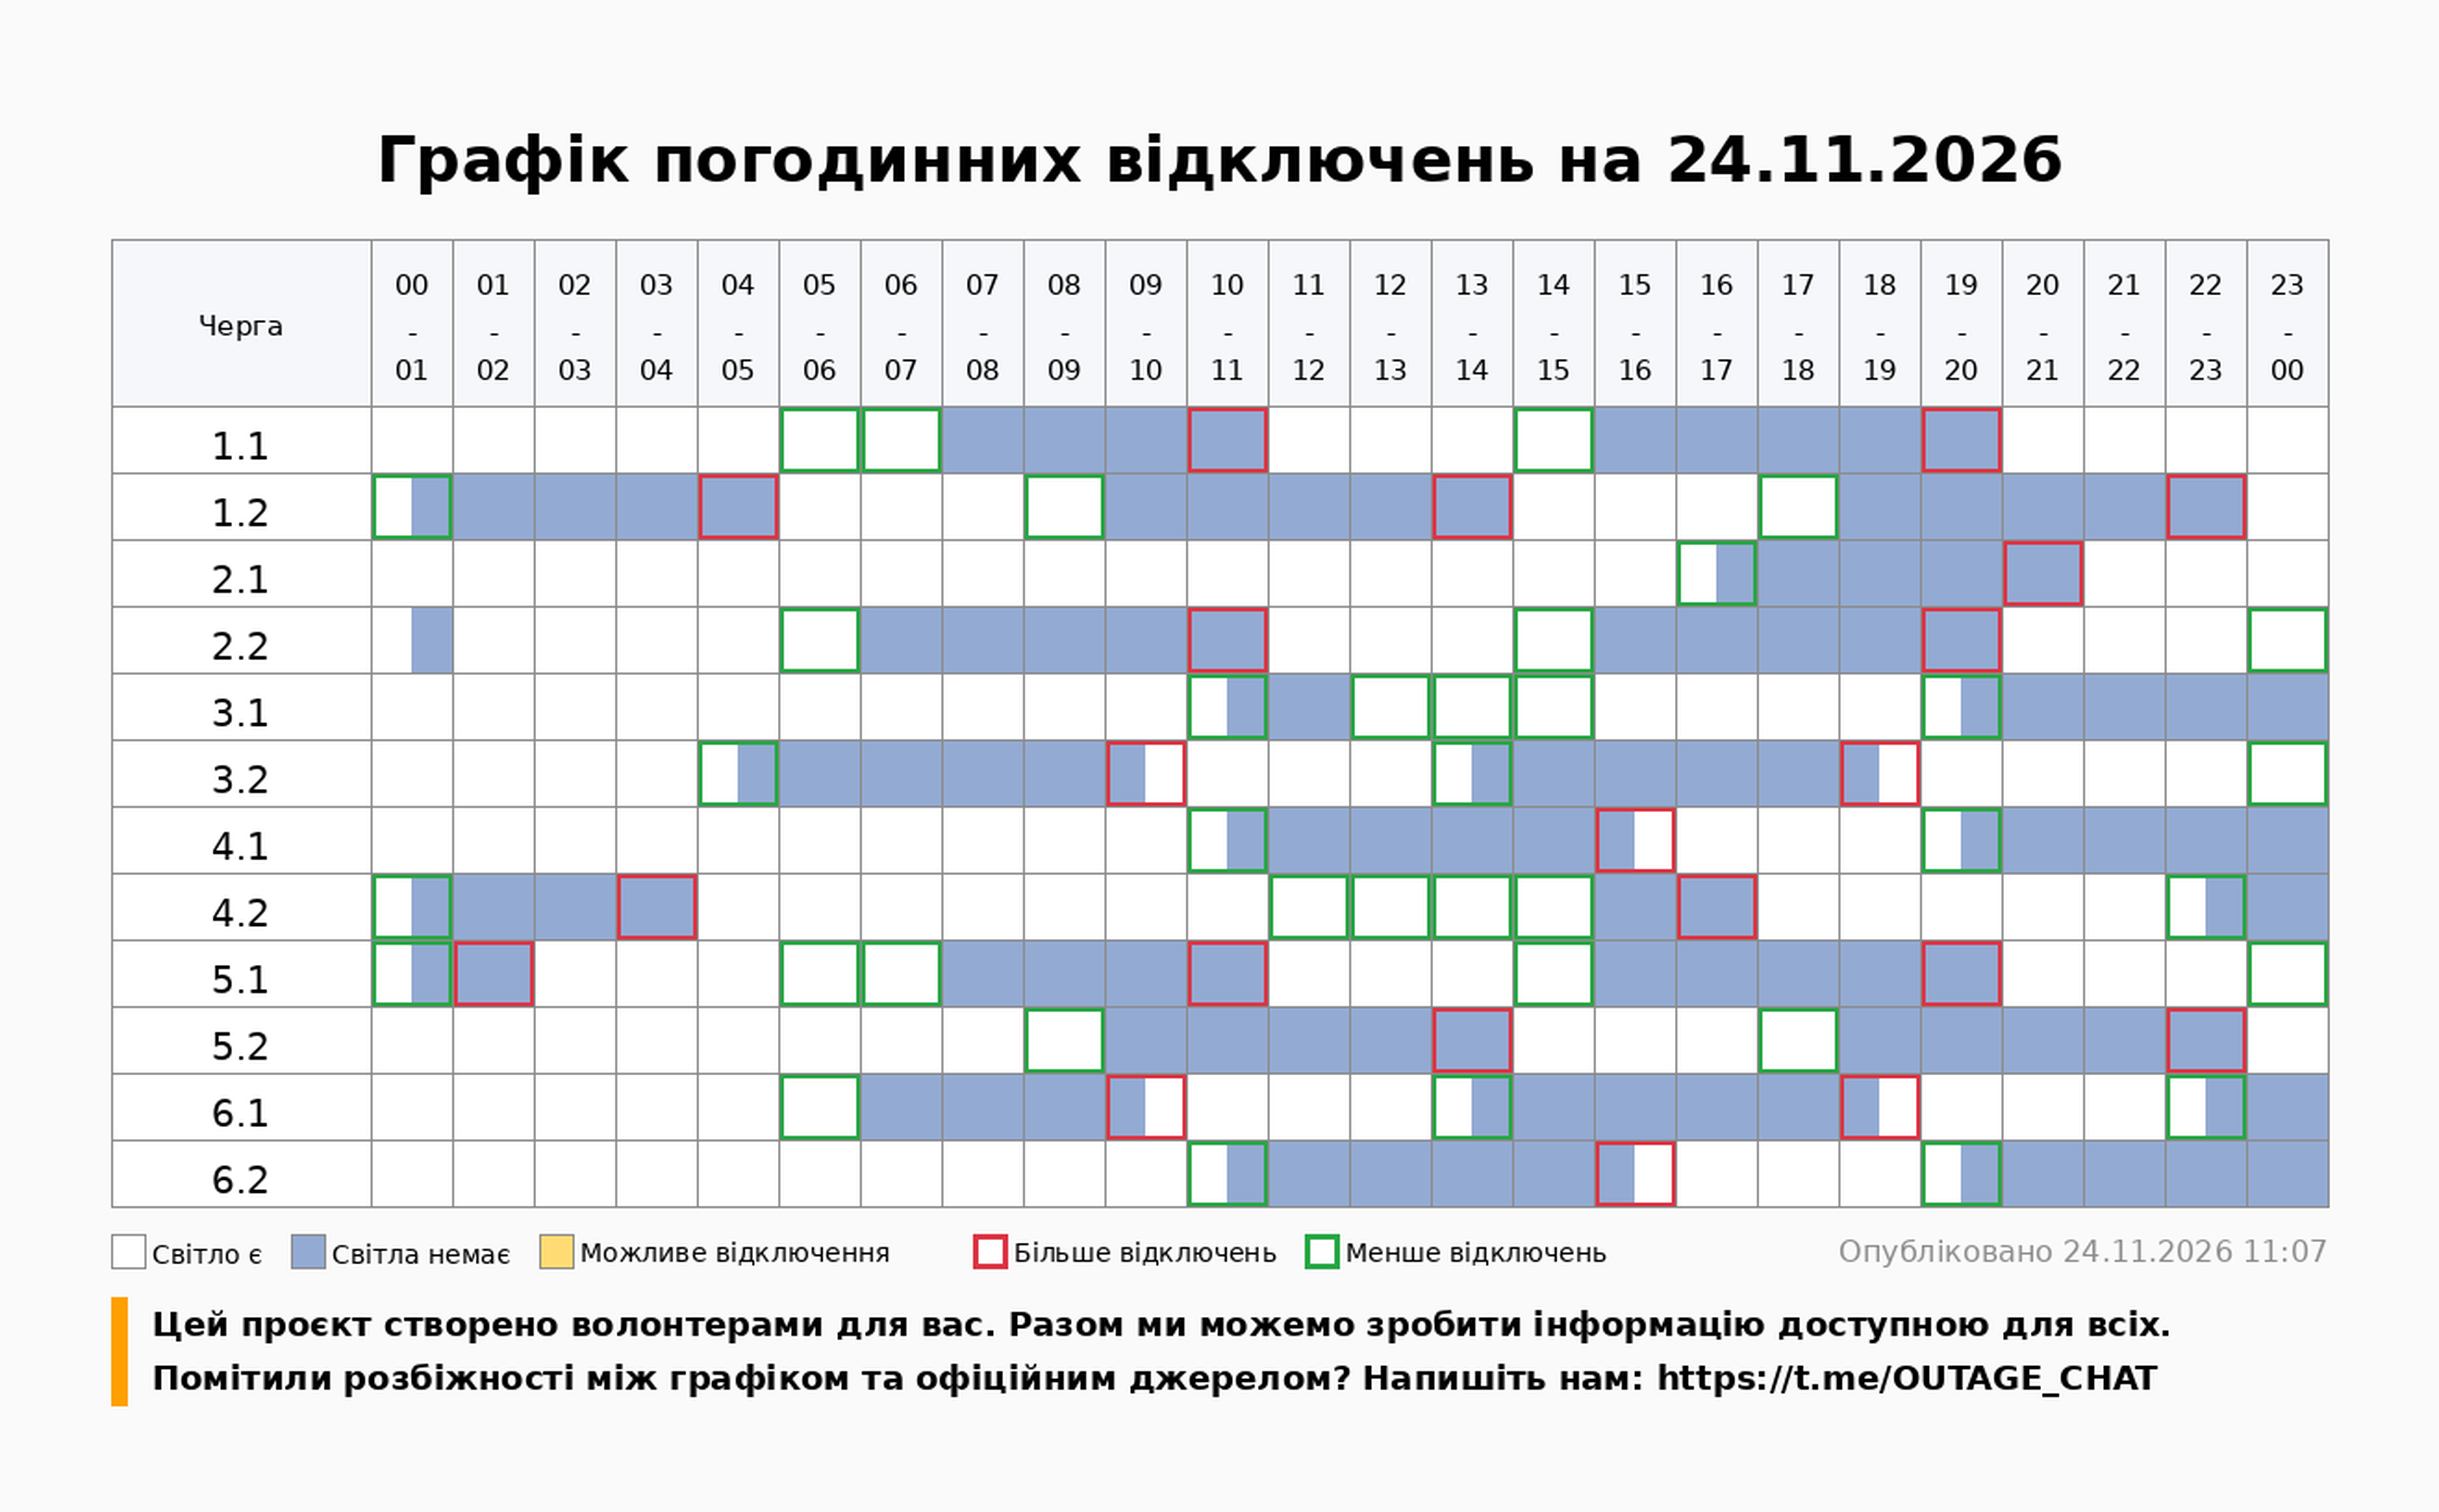 Графік погодинних відключень на 24.11.2026
Черга 00 - 01 01 - 02 02 - 03 03 - 04 04 - 05 05 - 06 06 - 07 07 - 08 08 - 09 09 - 10 10 - 11 11 - 12 12 - 13 13 - 14 14 - 15 15 - 16 16 - 17 17 - 18 18 - 19 19 - 20 20 - 21 21 - 22 22 - 23 23 - 00
1.1
1.2
2.1
2.2
3.1
3.2
4.1
4.2
5.1
5.2
6.1
6.2
Світло є Світла немає Можливе відключення Більше відключень Менше відключень Опубліковано 24.11.2026 11:07
Цей проєкт створено волонтерами для вас. Разом ми можемо зробити інформацію доступною для всіх.
Помітили розбіжності між графіком та офіційним джерелом? Напишіть нам: https://t.me/OUTAGE_CHAT